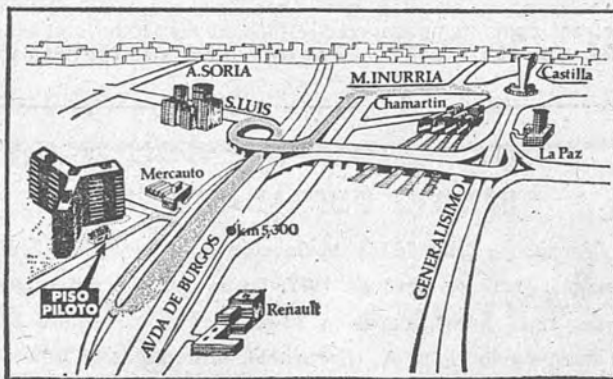 A. SORIA
M. INURRIA
Castilla
S. LUIS
Chamartin
La Paz
Mercauto
km 5,300
GENERALISIMO
PISO
PILOTO
AVDA DE BURGOS
Renault